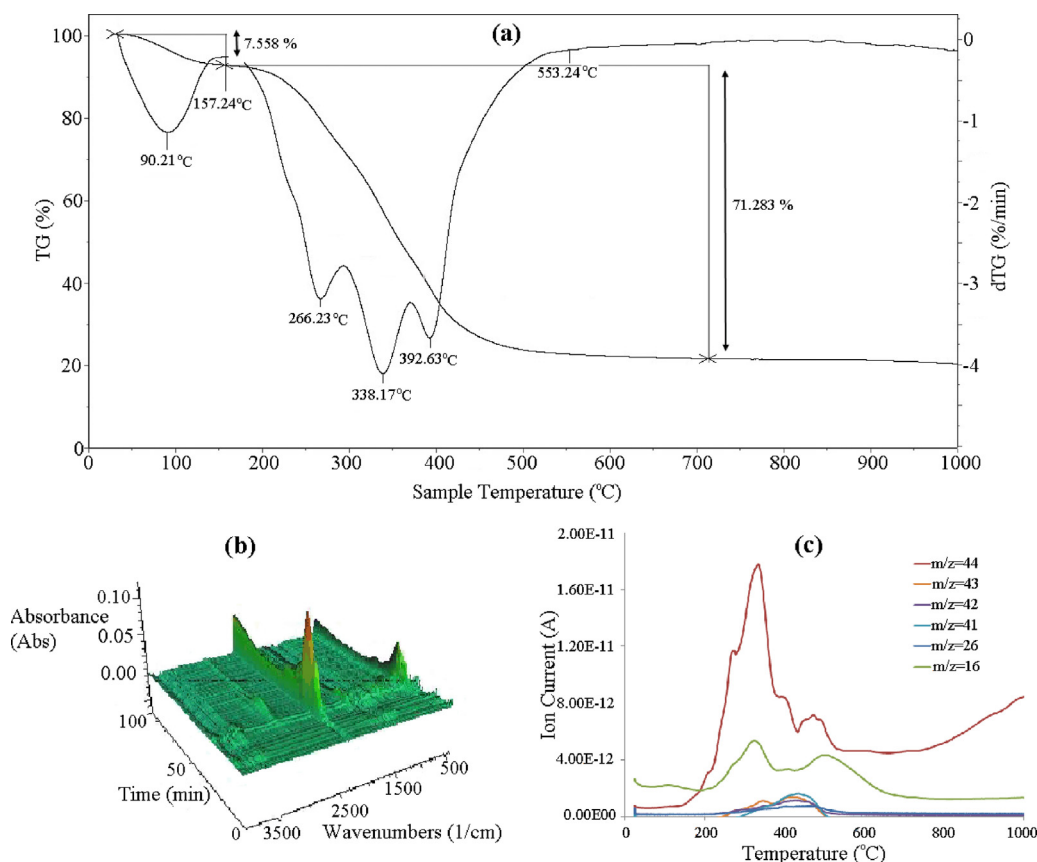 (a)
TG (%)
100
80
60
40
20
0
0
100
200
300
400
500
600
700
800
900
1000
Sample Temperature (°C)
dTG (%/min)
0
-1
-2
-3
-4
7.558 %
157.24°C
90.21°C
266.23°C
338.17°C
392.63°C
553.24°C
71.283 %
(b)
Absorbance
(Abs)
0.10
0.05
0.00
100
50
0
Time (min)
3500
2500
1500
500
Wavenumbers (1/cm)
(c)
Ion Current (A)
2.00E-11
1.60E-11
1.20E-11
8.00E-12
4.00E-12
0.00E00
0
200
400
600
800
1000
Temperature (°C)
m/z=44
m/z=43
m/z=42
m/z=41
m/z=26
m/z=16